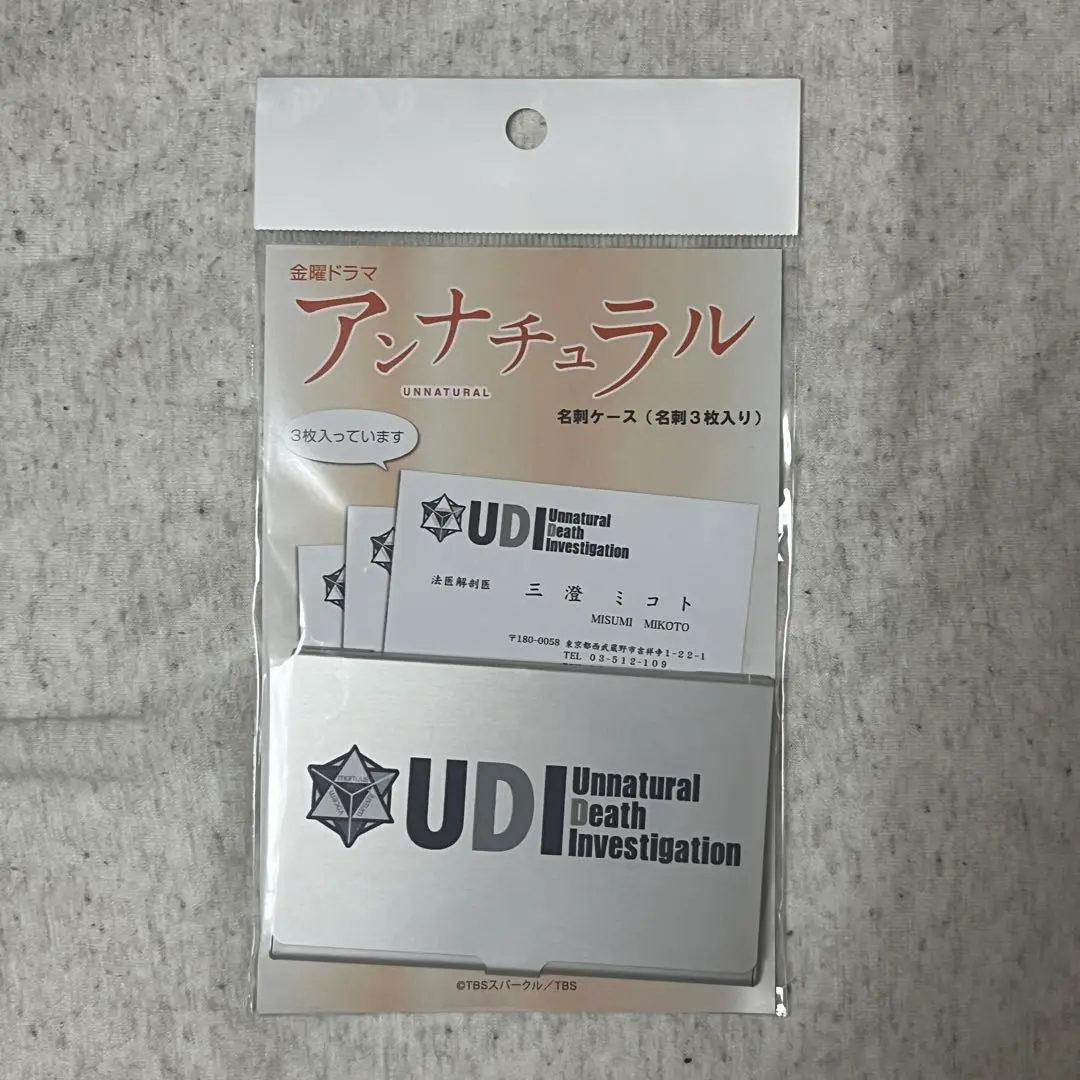 金曜ドラマ
アンナチュラル
UNNATURAL
名刺ケース（名刺３枚入り）
3枚入っています
UDI Unnatural
Death
Investigation
法医解剖医 三澄 ミコト
MISUMI MIKOTO
〒180-0058 東京都西武蔵野市吉祥寺1-22-1
TEL 03-512-109
UDI Unnatural
Death
Investigation
©TBSスパークル／TBS